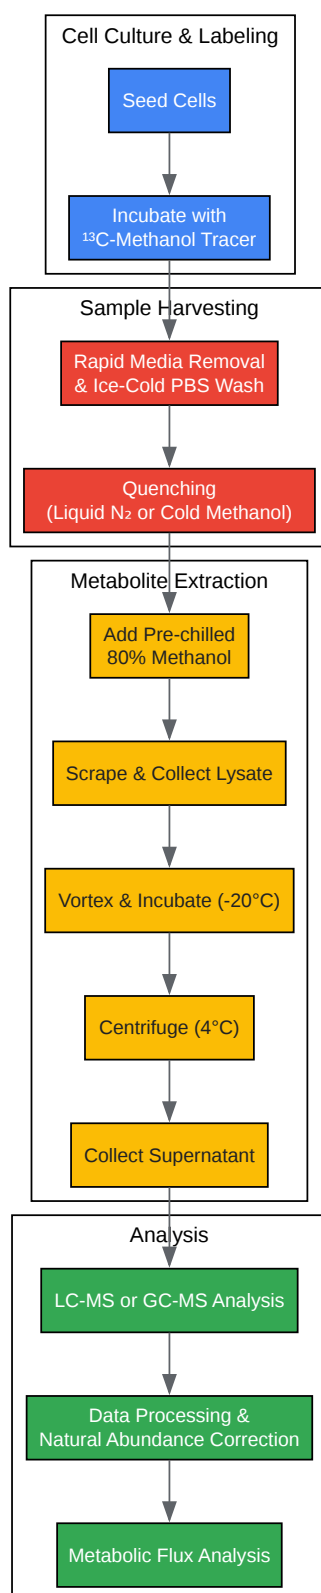 Cell Culture & Labeling
Seed Cells
Incubate with
¹³C-Methanol Tracer
Sample Harvesting
Rapid Media Removal
& Ice-Cold PBS Wash
Quenching
(Liquid N₂ or Cold Methanol)
Metabolite Extraction
Add Pre-chilled
80% Methanol
Scrape & Collect Lysate
Vortex & Incubate (-20°C)
Centrifuge (4°C)
Collect Supernatant
Analysis
LC-MS or GC-MS Analysis
Data Processing &
Natural Abundance Correction
Metabolic Flux Analysis